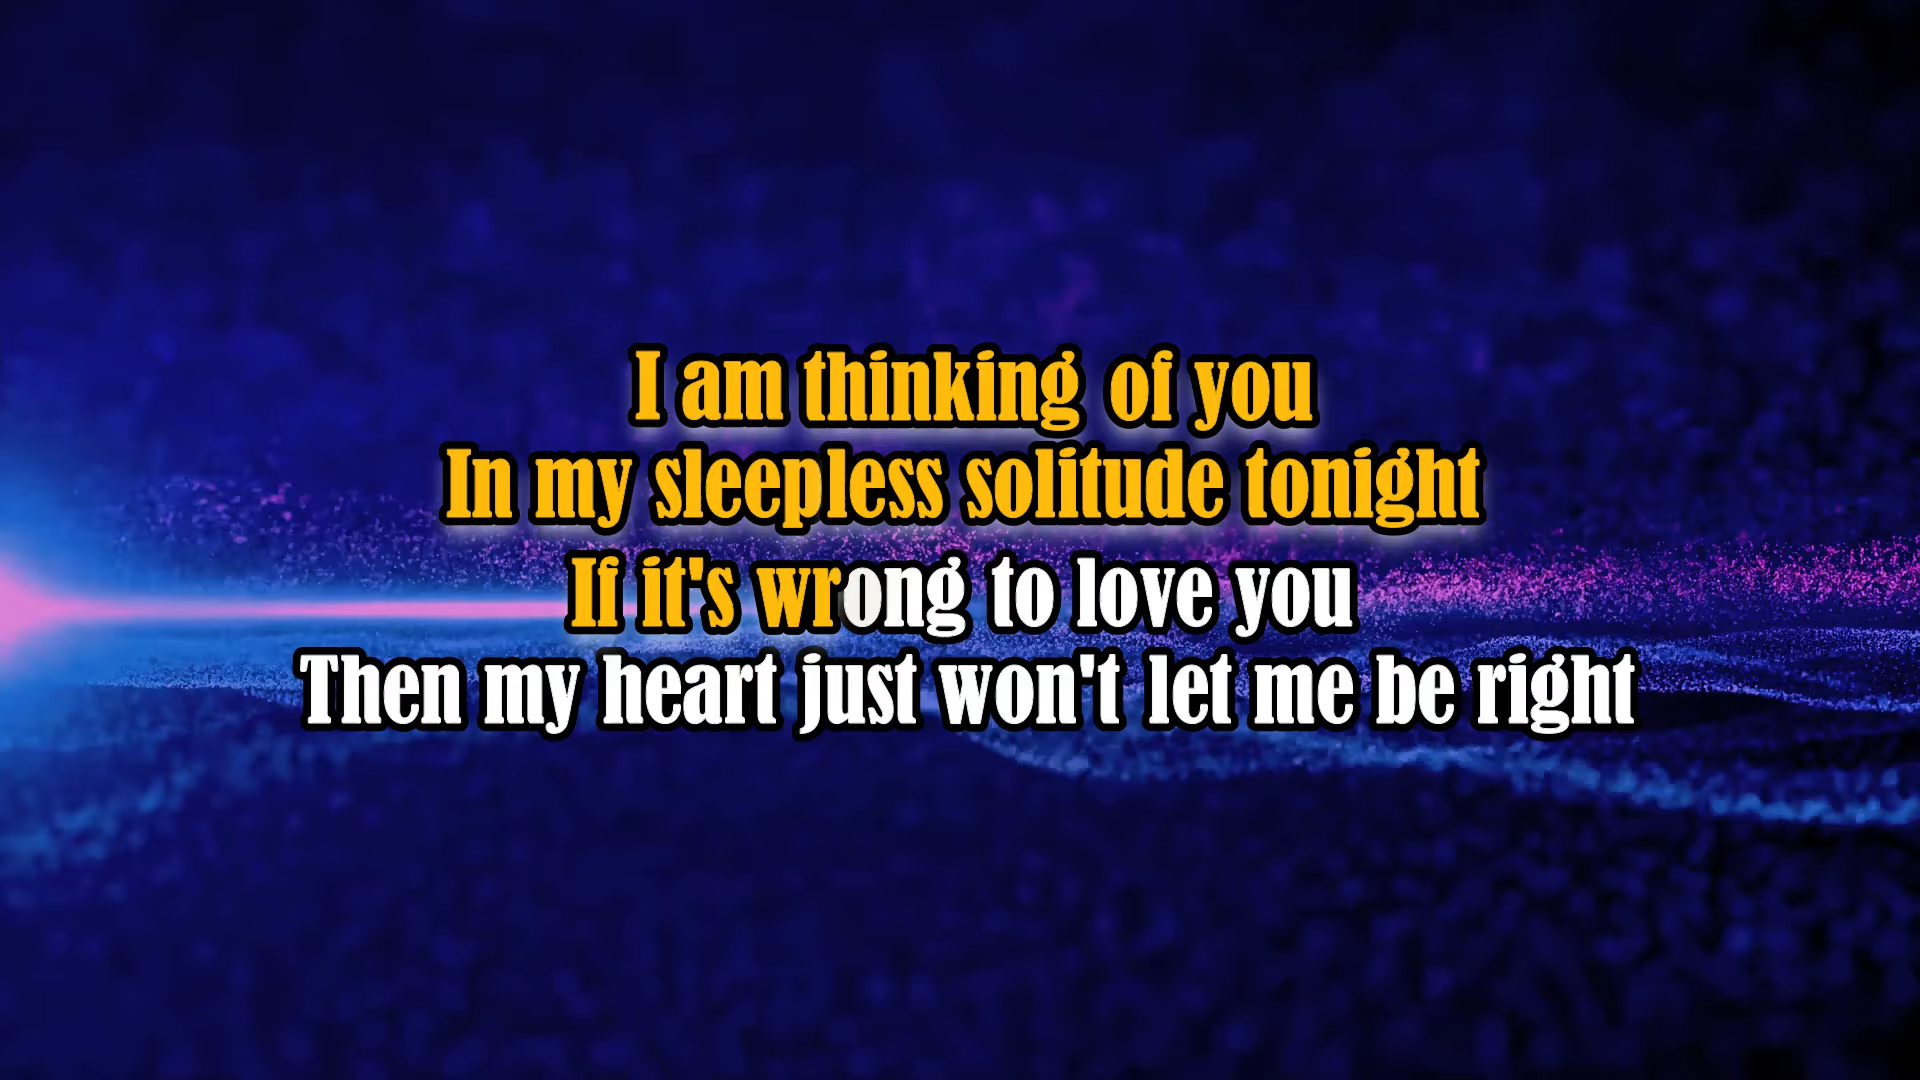 I am thinking of you
In my sleepless solitude tonight
If it's wrong to love you
Then my heart just won't let me be right